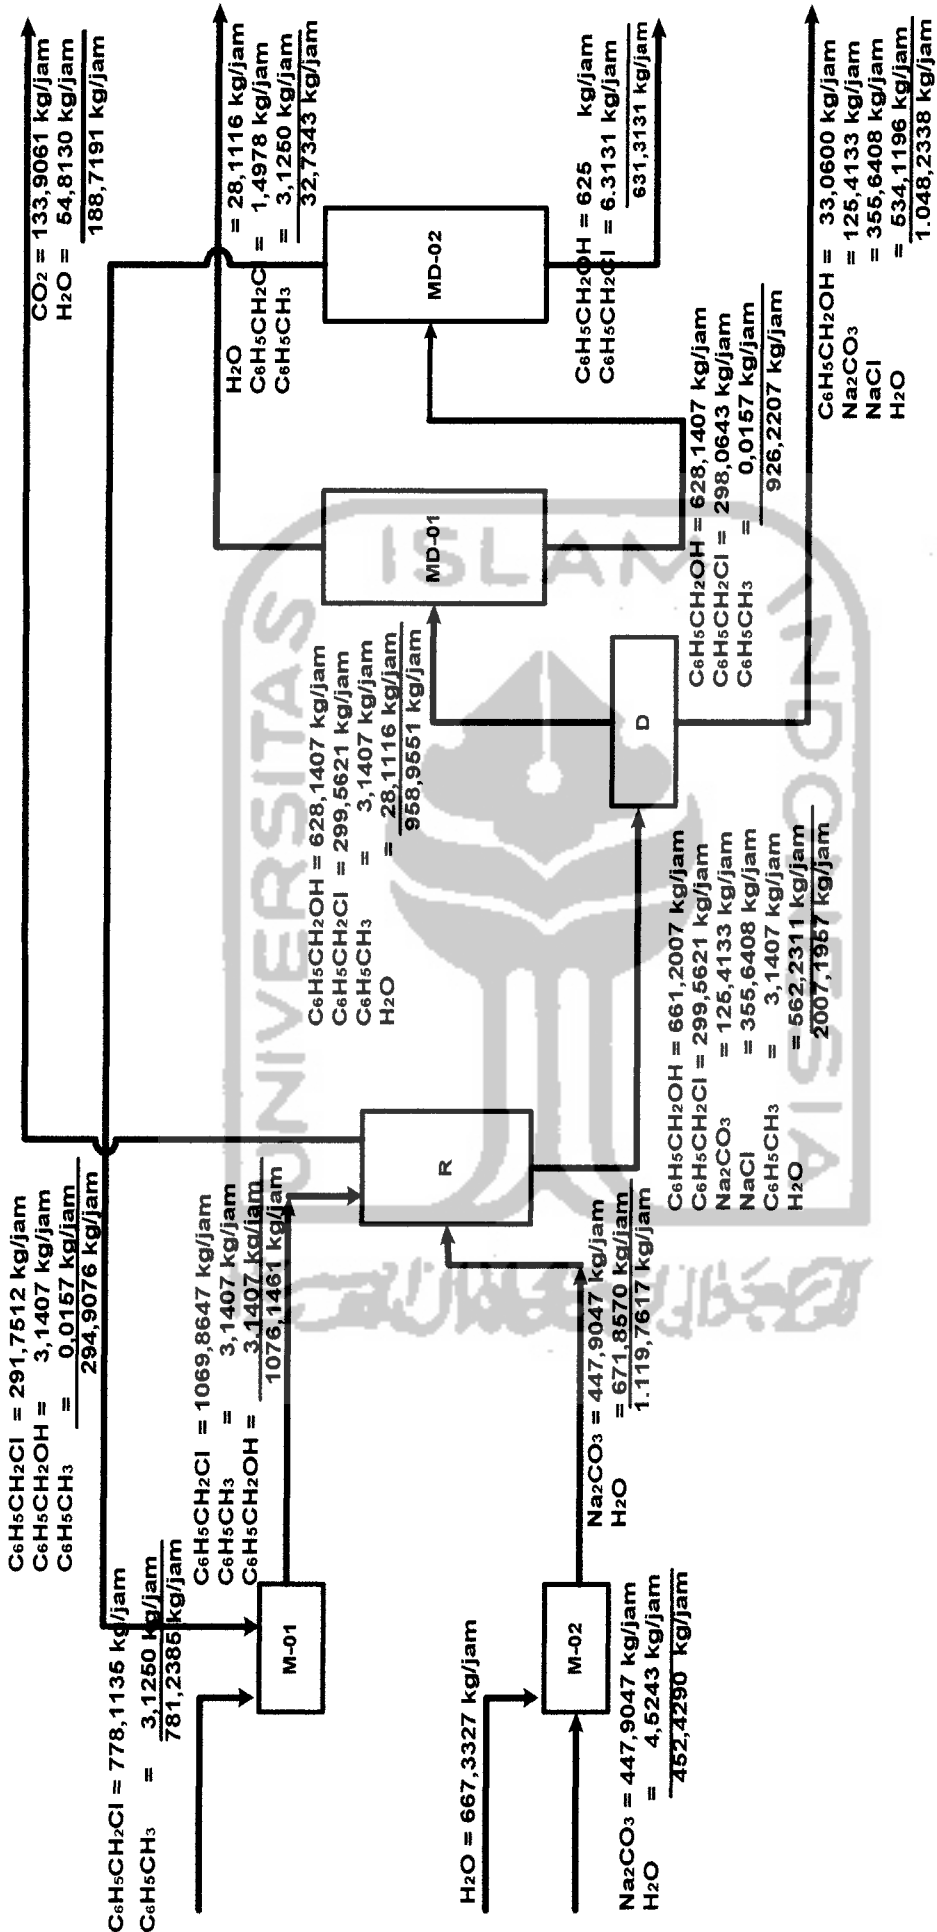 C6H5CH2Cl = 778,1135 kg/jam
C6H5CH3 = 3,1250 kg/jam
781,2385 kg/jam
C6H5CH2Cl = 291,7512 kg/jam
C6H5CH2OH = 3,1407 kg/jam
C6H5CH3 = 0,0157 kg/jam
294,9076 kg/jam
CO2 = 133,9061 kg/jam
H2O = 54,8130 kg/jam
188,7191 kg/jam
M-01
C6H5CH2Cl = 1069,8647 kg/jam
C6H5CH3 = 3,1407 kg/jam
C6H5CH2OH = 3,1407 kg/jam
1076,1461 kg/jam
H2O = 28,1116 kg/jam
C6H5CH2Cl = 1,4978 kg/jam
C6H5CH3 = 3,1250 kg/jam
32,7343 kg/jam
C6H5CH2OH = 628,1407 kg/jam
C6H5CH2Cl = 299,5621 kg/jam
C6H5CH3 = 3,1407 kg/jam
H2O = 28,1116 kg/jam
958,9551 kg/jam
R
MD-01
MD-02
H2O = 667,3327 kg/jam
M-02
Na2CO3 = 447,9047 kg/jam
H2O = 4,5243 kg/jam
452,4290 kg/jam
Na2CO3 = 447,9047 kg/jam
H2O = 671,8570 kg/jam
1.119,7617 kg/jam
C6H5CH2OH = 625 kg/jam
C6H5CH2Cl = 6.3131 kg/jam
631,3131 kg/jam
D
C6H5CH2OH = 661,2007 kg/jam
C6H5CH2Cl = 299,5621 kg/jam
Na2CO3 = 125,4133 kg/jam
NaCl = 355,6408 kg/jam
C6H5CH3 = 3,1407 kg/jam
H2O = 562,2311 kg/jam
2007,1957 kg/jam
C6H5CH2OH = 628,1407 kg/jam
C6H5CH2Cl = 298,0643 kg/jam
C6H5CH3 = 0,0157 kg/jam
926,2207 kg/jam
C6H5CH2OH = 33,0600 kg/jam
Na2CO3 = 125,4133 kg/jam
NaCl = 355,6408 kg/jam
H2O = 534,1196 kg/jam
1.048,2338 kg/jam
UNIVERSITAS
ISLAM
INDONESIA